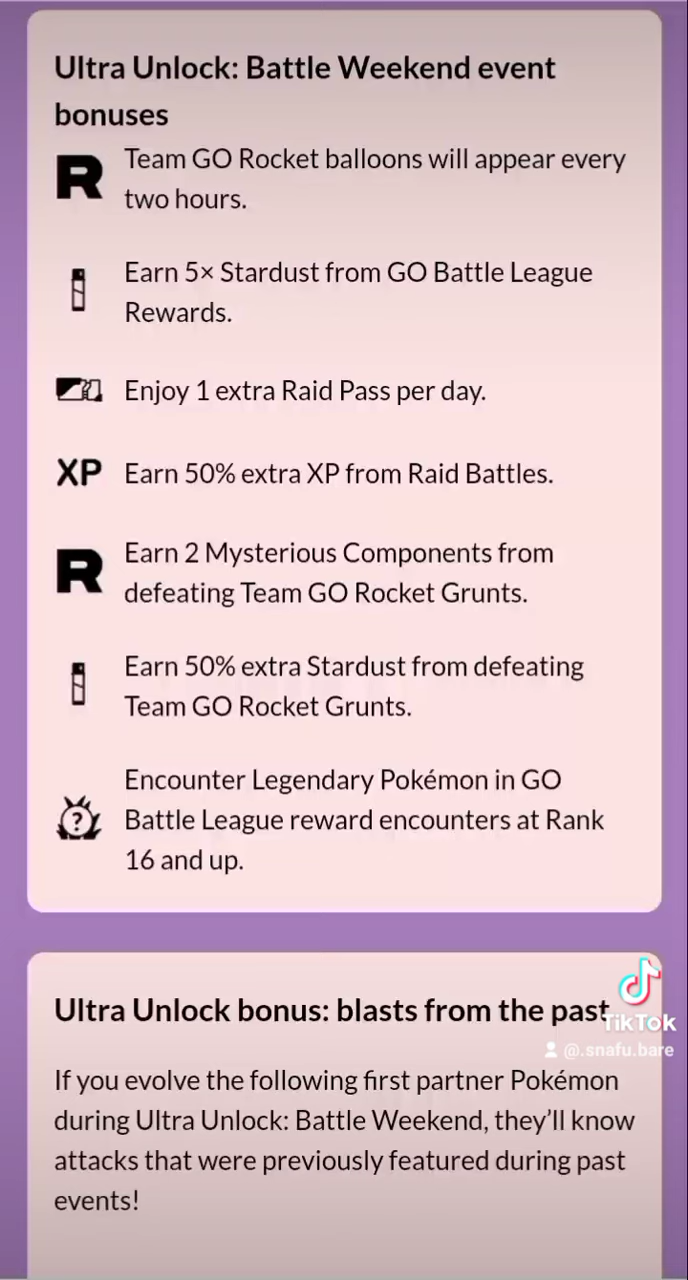 Ultra Unlock: Battle Weekend event
bonuses
R
Team GO Rocket balloons will appear every
two hours.
Earn 5× Stardust from GO Battle League
Rewards.
Enjoy 1 extra Raid Pass per day.
XP
Earn 50% extra XP from Raid Battles.
R
Earn 2 Mysterious Components from
defeating Team GO Rocket Grunts.
Earn 50% extra Stardust from defeating
Team GO Rocket Grunts.
?
Encounter Legendary Pokémon in GO
Battle League reward encounters at Rank
16 and up.
Ultra Unlock bonus: blasts from the past
TikTok
@.snafu.bare
If you evolve the following first partner Pokémon
during Ultra Unlock: Battle Weekend, they’ll know
attacks that were previously featured during past
events!